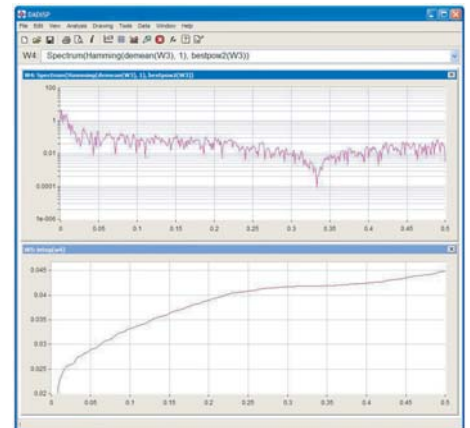 DADiSP
File Edit View Analysis Drawing Tools Data Window Help
W4: Spectrum(Hamming(demean(W3), 1), bestpow2(W3))
W4: Spectrum(Hamming(demean(W3), 1), bestpow2(W3))
100
1
0.01
0.0001
1e-006
0 0.05 0.1 0.15 0.2 0.25 0.3 0.35 0.4 0.45 0.5
W5: Integ(w4)
0.045
0.04
0.035
0.03
0.025
0.02
0 0.05 0.1 0.15 0.2 0.25 0.3 0.35 0.4 0.45 0.5